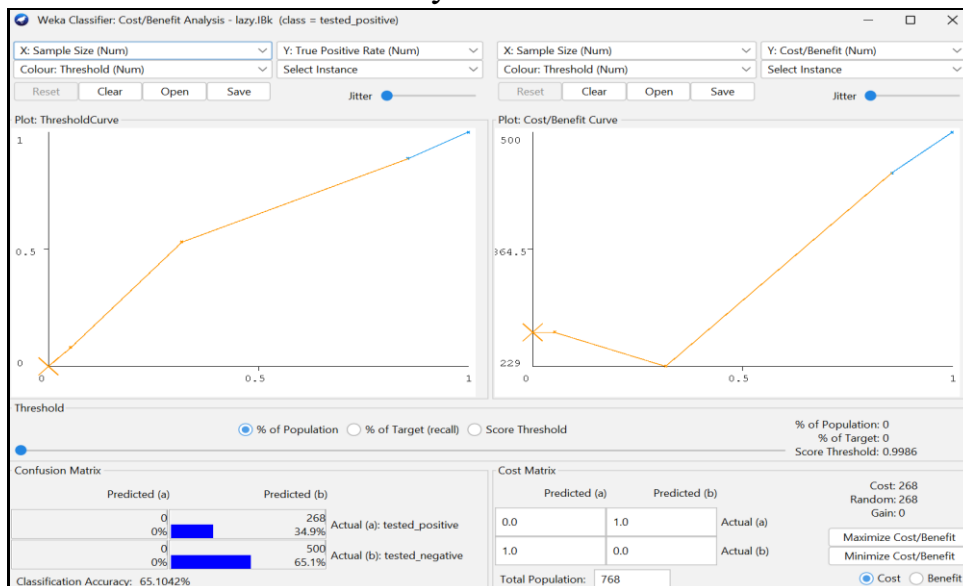 Weka Classifier: Cost/Benefit Analysis - lazy.IBk (class = tested_positive)
X: Sample Size (Num) Y: True Positive Rate (Num) X: Sample Size (Num) Y: Cost/Benefit (Num)
Colour: Threshold (Num) Select Instance Colour: Threshold (Num) Select Instance
Reset Clear Open Save Jitter Reset Clear Open Save Jitter
Plot: ThresholdCurve Plot: Cost/Benefit Curve
1 500
0.5 364.5
0 229
0 0.5 1 0 0.5 1
Threshold
% of Population % of Target (recall) Score Threshold
% of Population: 0
% of Target: 0
Score Threshold: 0.9986
Confusion Matrix Cost Matrix
Predicted (a) Predicted (b) Predicted (a) Predicted (b)
0 268
0% 34.9% Actual (a): tested_positive
0 500
0% 65.1% Actual (b): tested_negative
Classification Accuracy: 65.1042%
0.0 1.0 Actual (a)
1.0 0.0 Actual (b)
Total Population: 768
Cost: 268
Random: 268
Gain: 0
Maximize Cost/Benefit
Minimize Cost/Benefit
Cost Benefit